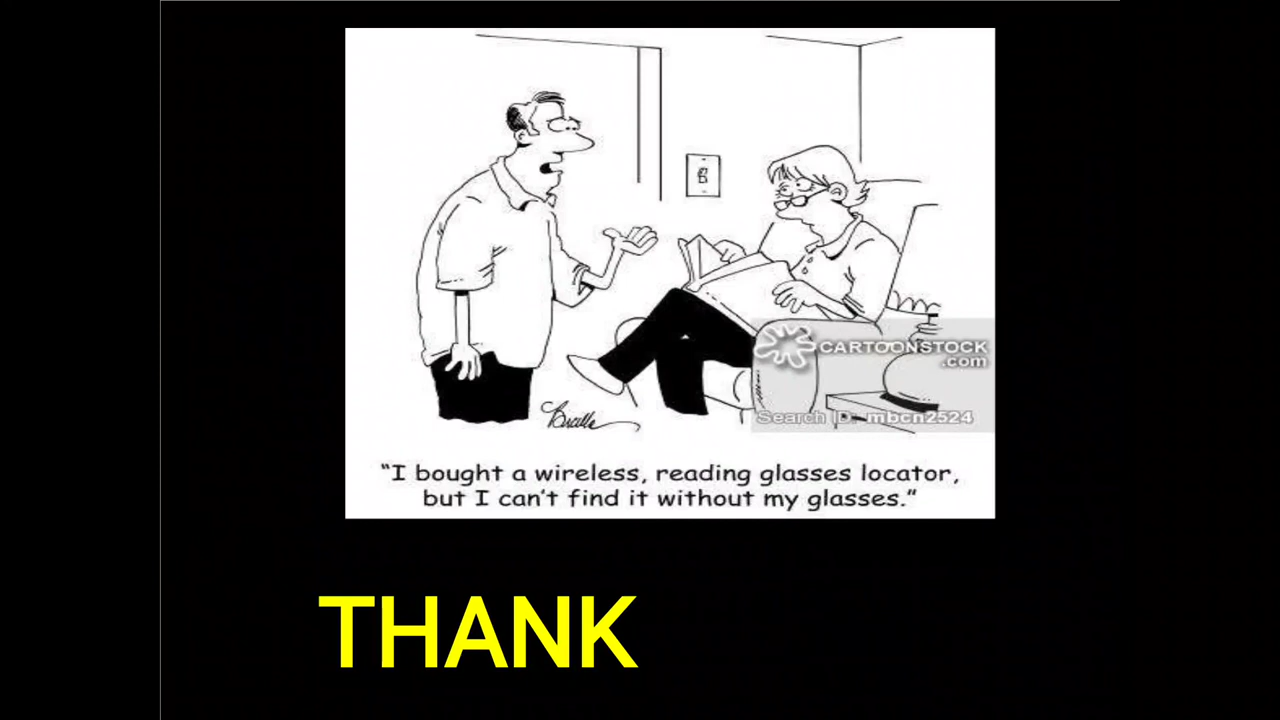 CARTOONSTOCK
.com
Search ID: mbcn2524
"I bought a wireless, reading glasses locator,
but I can't find it without my glasses."
THANK